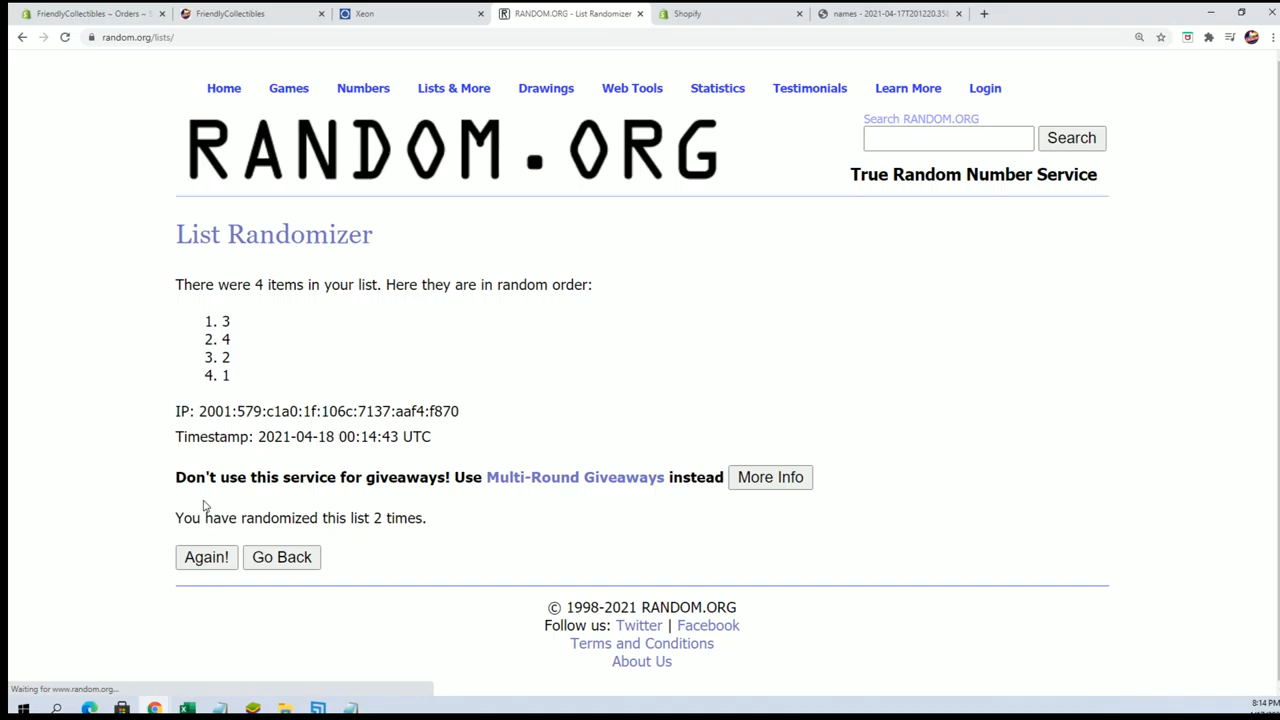 FriendlyCollectibles ~ Orders ~ S
FriendlyCollectibles
Xeon
RANDOM.ORG - List Randomizer
Shopify
names - 2021-04-17T201220.35
random.org/lists/
Home Games Numbers Lists & More Drawings Web Tools Statistics Testimonials Learn More Login
RANDOM.ORG
Search RANDOM.ORG
Search
True Random Number Service
List Randomizer
There were 4 items in your list. Here they are in random order:
1. 3
2. 4
3. 2
4. 1
IP: 2001:579:c1a0:1f:106c:7137:aaf4:f870
Timestamp: 2021-04-18 00:14:43 UTC
Don't use this service for giveaways! Use Multi-Round Giveaways instead More Info
You have randomized this list 2 times.
Again! Go Back
© 1998-2021 RANDOM.ORG
Follow us: Twitter | Facebook
Terms and Conditions
About Us
Waiting for www.random.org...
8:14 PM